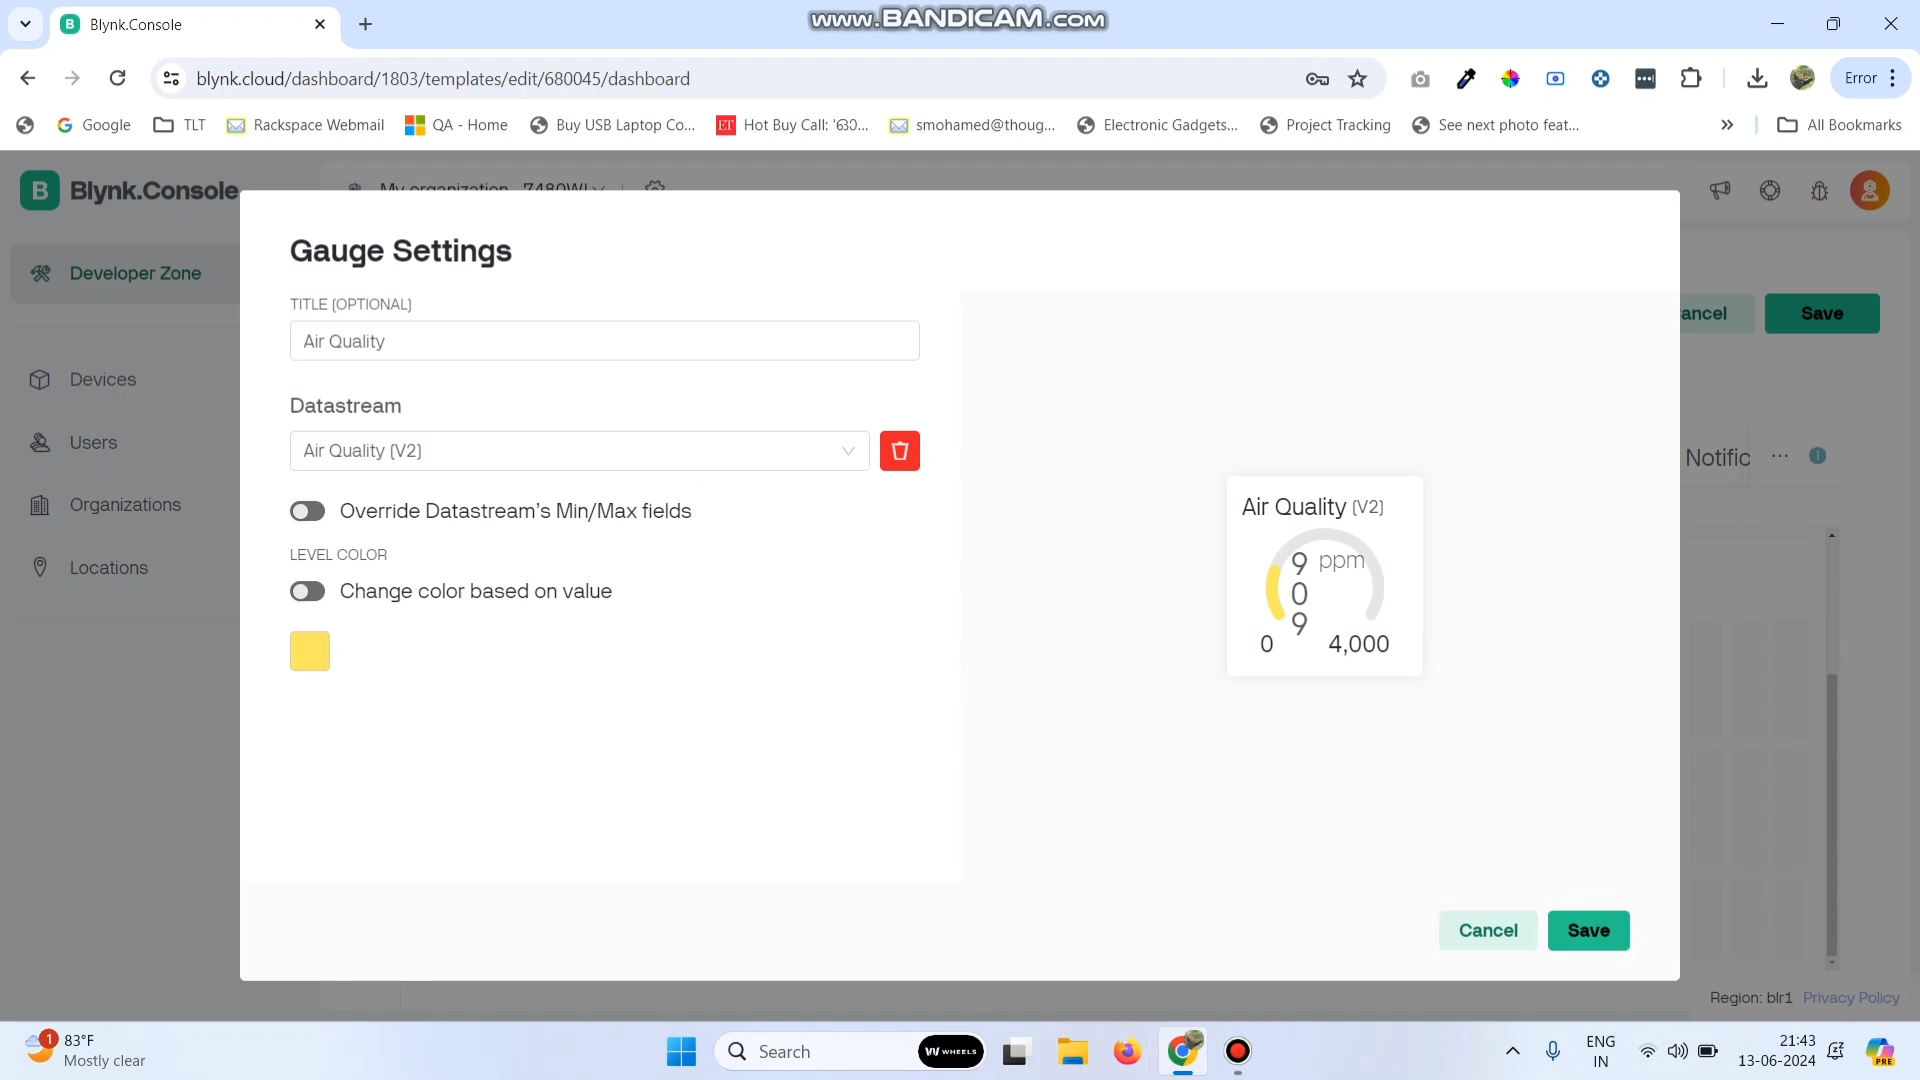 Blynk.Console
www.BANDICAM.com
blynk.cloud/dashboard/1803/templates/edit/680045/dashboard
Error
Google
TLT
Rackspace Webmail
QA - Home
Buy USB Laptop Co...
Hot Buy Call:
smohamed@thoug...
Electronic Gadgets...
Project Tracking
See next photo feat...
All Bookmarks
B Blynk.Console
My organization - 7480WL
Developer Zone
Devices
Users
Organizations
Locations
Gauge Settings
TITLE (OPTIONAL)
Air Quality
Datastream
Air Quality (V2)
Override Datastream's Min/Max fields
LEVEL COLOR
Change color based on value
Air Quality (V2)
909 ppm
0 4,000
Cancel Save
ancel Save
Notific ...
Region: blr1 Privacy Policy
1
83°F
Mostly clear
Search
WHEELS
ENG
IN
21:43
13-06-2024
PRE